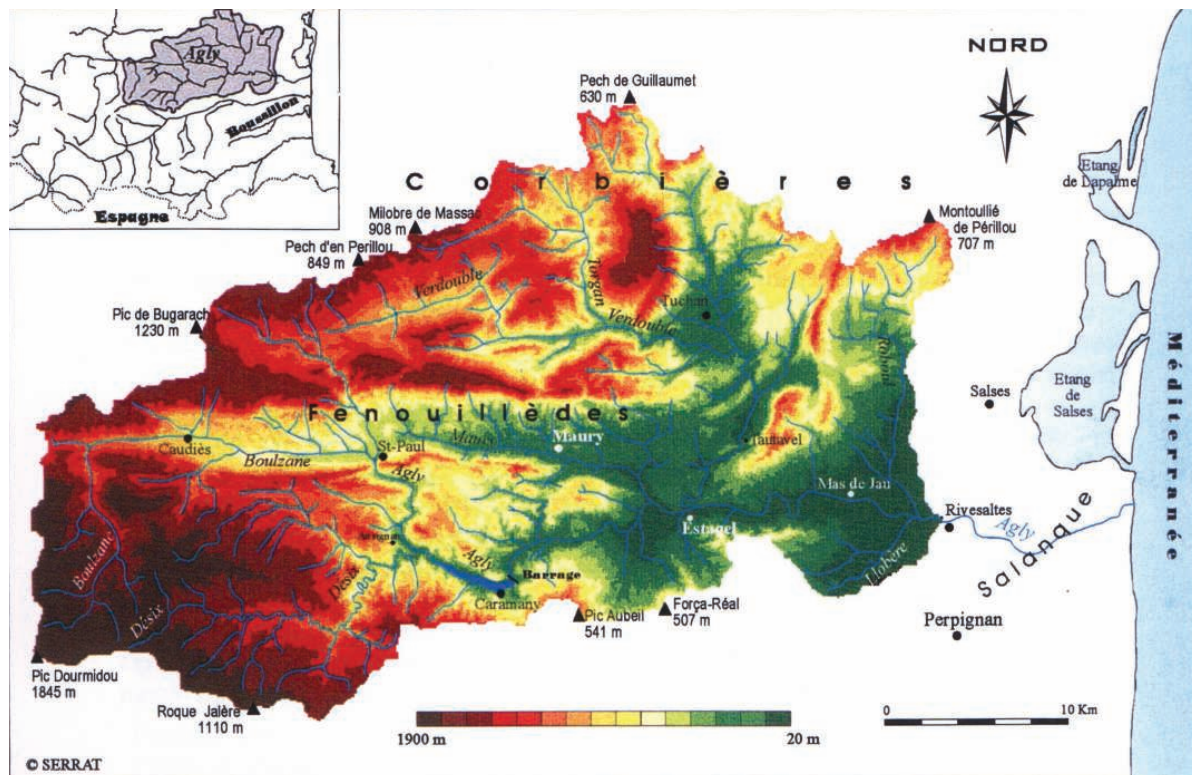 Agly
Roussillon
Espagne
NORD
Pech de Guillaumet
630 m
Corbières
Etang
de Lapalme
Milobre de Massac
908 m
Montoullié
de Périllou
707 m
Pech d'en Perillou
849 m
Torgan
Verdouble
Tuchan
Verdouble
Pic de Bugarach
1230 m
Roboul
Salses
Etang
de
Salses
Méditerranée
Fenouillèdes
Maury
Maury
Tautavel
Caudiès
St-Paul
Boulzane
Agly
Mas de Jau
Rivesaltes
Agly
Estagel
Salanque
Boulzane
Agly
Barrage
Désix
Llobère
Caramany
Désix
Pic Aubeil
541 m
Força-Réal
507 m
Perpignan
Pic Dourmidou
1845 m
Roque Jalère
1110 m
0
10 Km
1900 m
20 m
© SERRAT